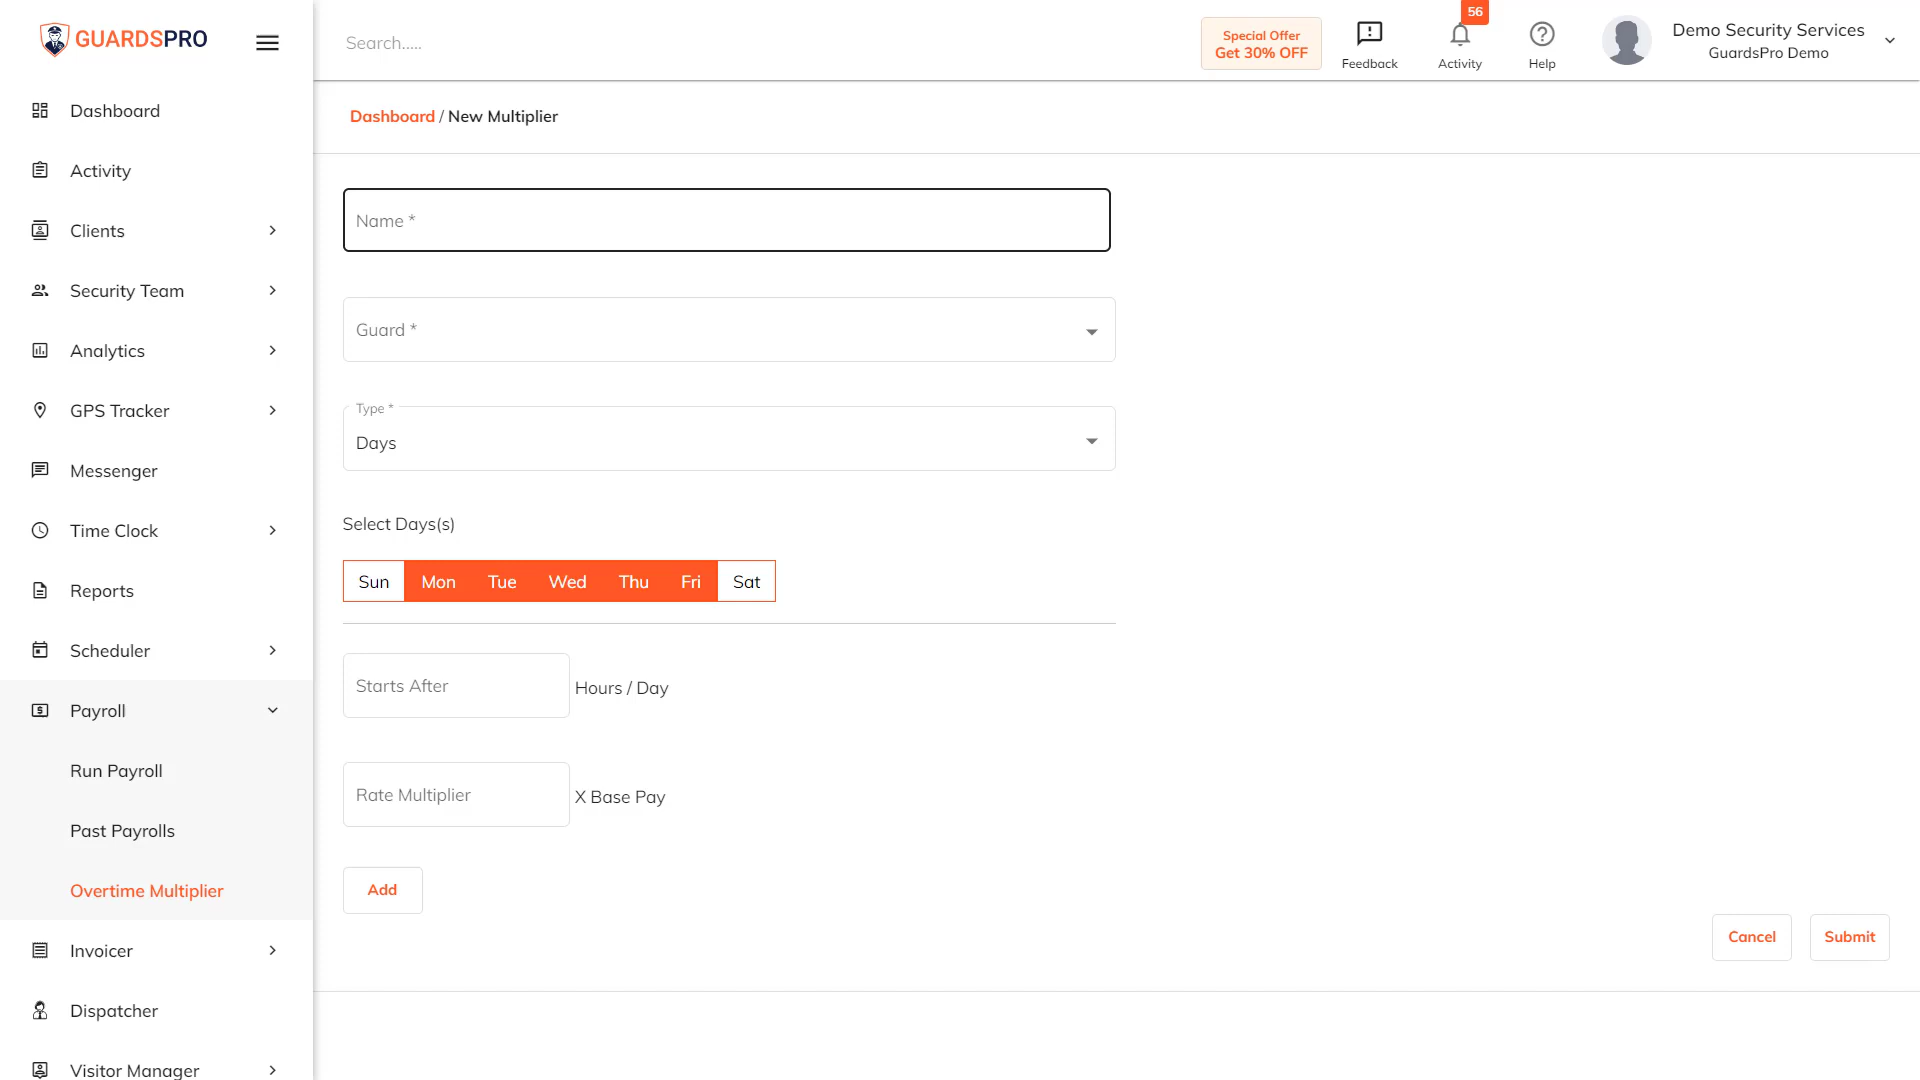 GUARDSPRO
Search.....
Special Offer
Get 30% OFF
Feedback
56
Activity
Help
Demo Security Services
GuardsPro Demo
Dashboard
Activity
Clients
Security Team
Analytics
GPS Tracker
Messenger
Time Clock
Reports
Scheduler
Payroll
Run Payroll
Past Payrolls
Overtime Multiplier
Invoicer
Dispatcher
Visitor Manager
Dashboard / New Multiplier
Name *
Guard *
Type *
Days
Select Days(s)
Sun Mon Tue Wed Thu Fri Sat
Starts After Hours / Day
Rate Multiplier X Base Pay
Add
Cancel Submit